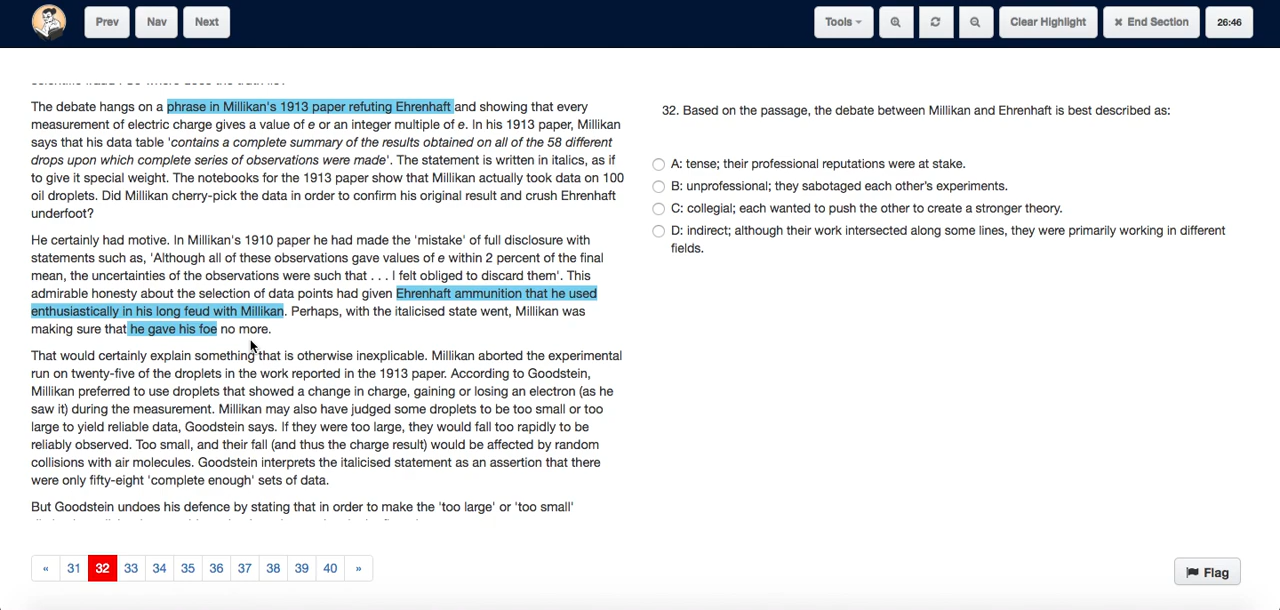 Prev Nav Next Tools Clear Highlight × End Section 26:46
The debate hangs on a phrase in Millikan's 1913 paper refuting Ehrenhaft and showing that every
measurement of electric charge gives a value of e or an integer multiple of e. In his 1913 paper, Millikan
says that his data table 'contains a complete summary of the results obtained on all of the 58 different
drops upon which complete series of observations were made'. The statement is written in italics, as if
to give it special weight. The notebooks for the 1913 paper show that Millikan actually took data on 100
oil droplets. Did Millikan cherry-pick the data in order to confirm his original result and crush Ehrenhaft
underfoot?
He certainly had motive. In Millikan's 1910 paper he had made the 'mistake' of full disclosure with
statements such as, 'Although all of these observations gave values of e within 2 percent of the final
mean, the uncertainties of the observations were such that . . . I felt obliged to discard them'. This
admirable honesty about the selection of data points had given Ehrenhaft ammunition that he used
enthusiastically in his long feud with Millikan. Perhaps, with the italicised state went, Millikan was
making sure that he gave his foe no more.
That would certainly explain something that is otherwise inexplicable. Millikan aborted the experimental
run on twenty-five of the droplets in the work reported in the 1913 paper. According to Goodstein,
Millikan preferred to use droplets that showed a change in charge, gaining or losing an electron (as he
saw it) during the measurement. Millikan may also have judged some droplets to be too small or too
large to yield reliable data, Goodstein says. If they were too large, they would fall too rapidly to be
reliably observed. Too small, and their fall (and thus the charge result) would be affected by random
collisions with air molecules. Goodstein interprets the italicised statement as an assertion that there
were only fifty-eight 'complete enough' sets of data.
But Goodstein undoes his defence by stating that in order to make the 'too large' or 'too small'
32. Based on the passage, the debate between Millikan and Ehrenhaft is best described as:
A: tense; their professional reputations were at stake.
B: unprofessional; they sabotaged each other's experiments.
C: collegial; each wanted to push the other to create a stronger theory.
D: indirect; although their work intersected along some lines, they were primarily working in different
fields.
« 31 32 33 34 35 36 37 38 39 40 »
Flag